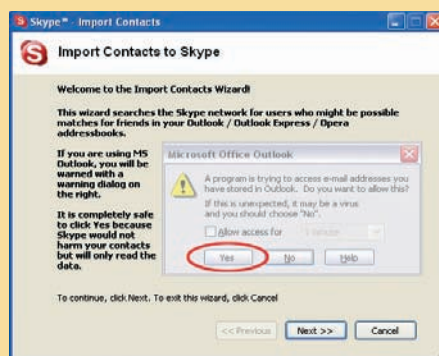 Skype™ - Import Contacts
Import Contacts to Skype
Welcome to the Import Contacts Wizard!
This wizard searches the Skype network for users who might be possible
matches for friends in your Outlook / Outlook Express / Opera
addressbooks.
If you are using MS
Outlook, you will be
warned with a
warning dialog on
the right.
It is completely safe
to click Yes because
Skype would not
harm your contacts
but will only read the
data.
Microsoft Office Outlook
A program is trying to access e-mail addresses you
have stored in Outlook. Do you want to allow this?
If this is unexpected, it may be a virus
and you should choose "No".
Allow access for
Yes No Help
To continue, click Next. To exit this wizard, click Cancel
<< Previous Next >> Cancel